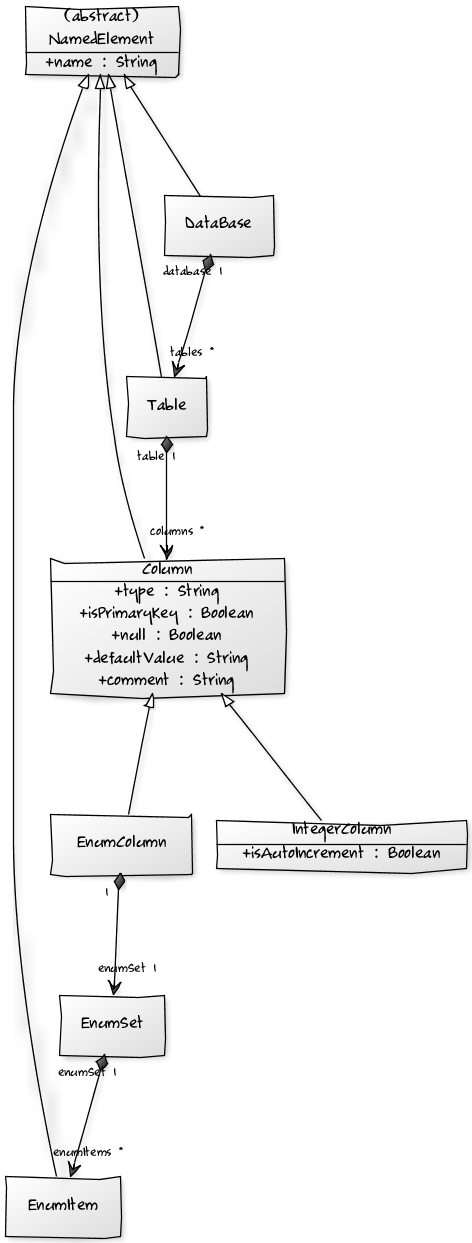 (abstract)
NamedElement
+name : String
DataBase
database 1
tables *
Table
table 1
columns *
Column
+type : String
+isPrimaryKey : Boolean
+null : Boolean
+defaultValue : String
+comment : String
EnumColumn
IntegerColumn
+isAutoIncrement : Boolean
1
enumSet 1
EnumSet
enumSet 1
enumItems *
EnumItem